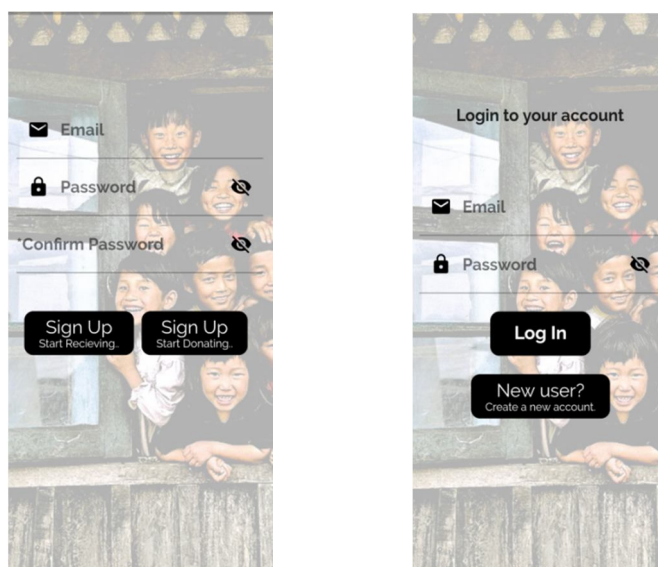 Email
Password
*Confirm Password
Sign Up
Start Recieving..
Sign Up
Start Donating..
Login to your account
Email
Password
Log In
New user?
Create a new account.